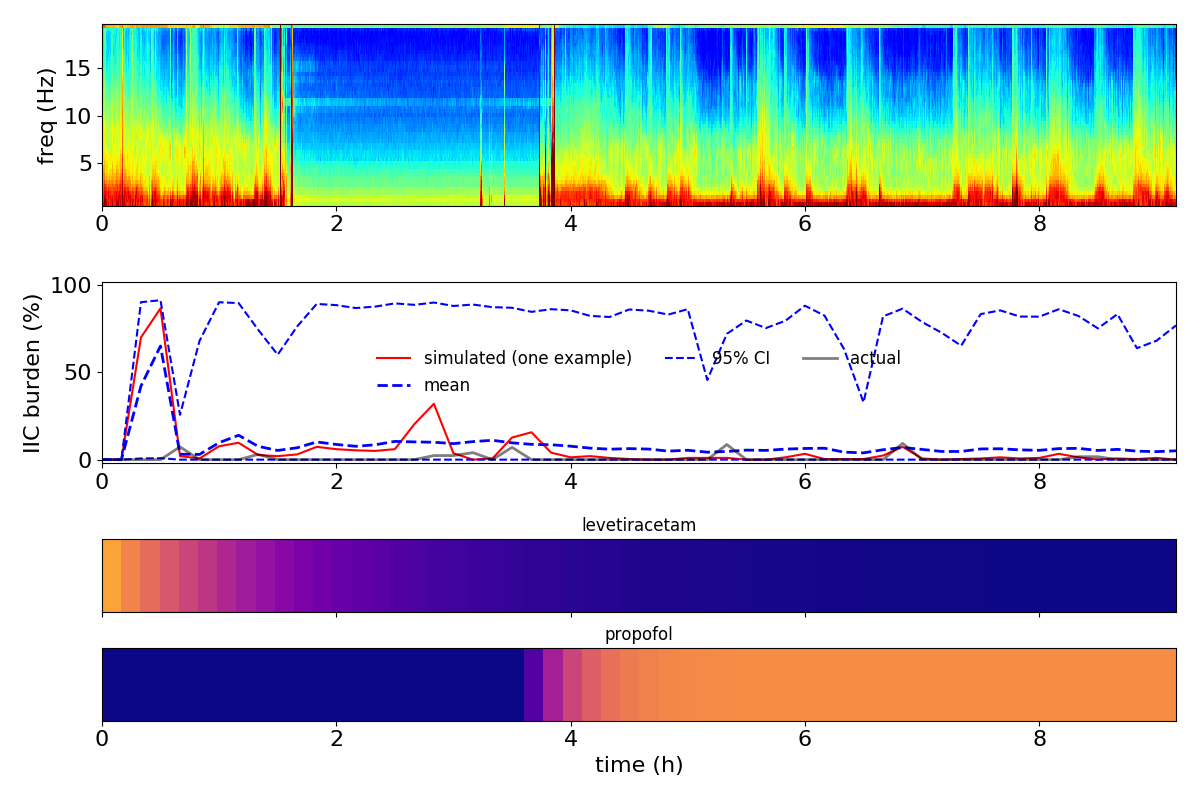 freq (Hz)
15
10
5
0 2 4 6 8
IIC burden (%)
100
50
0
simulated (one example) 95% CI actual
mean
0 2 4 6 8
levetiracetam
propofol
0 2 4 6 8
time (h)